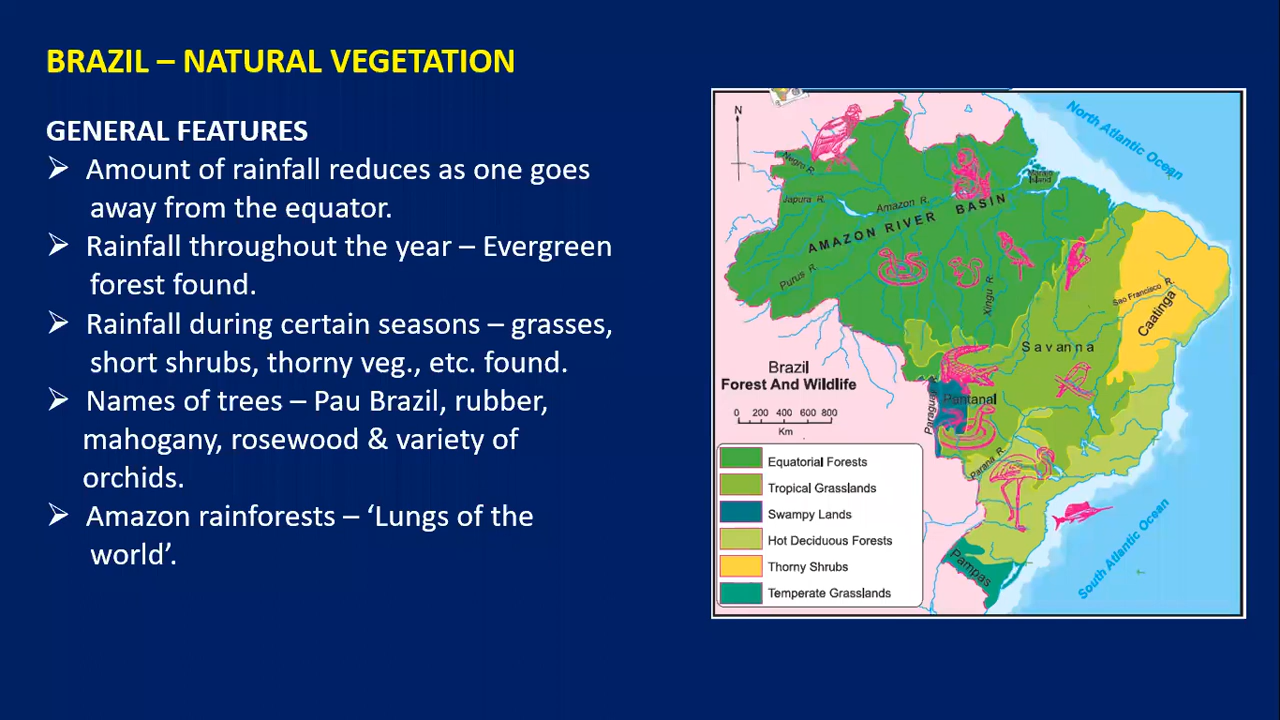 BRAZIL – NATURAL VEGETATION
GENERAL FEATURES
➢ Amount of rainfall reduces as one goes
away from the equator.
➢ Rainfall throughout the year – Evergreen
forest found.
➢ Rainfall during certain seasons – grasses,
short shrubs, thorny veg., etc. found.
➢ Names of trees – Pau Brazil, rubber,
mahogany, rosewood & variety of
orchids.
➢ Amazon rainforests – ‘Lungs of the
world’.
N
North Atlantic Ocean
Negro R.
Island
Japura R.
Amazon R.
AMAZON RIVER BASIN
Purus R.
Xingu R.
Sao Francisco R.
Caatinga
Savanna
Brazil
Forest And Wildlife
0 200 400 600 800
Km
Paraguay
Pantanal
Parana R.
South Atlantic Ocean
Pampas
Equatorial Forests
Tropical Grasslands
Swampy Lands
Hot Deciduous Forests
Thorny Shrubs
Temperate Grasslands